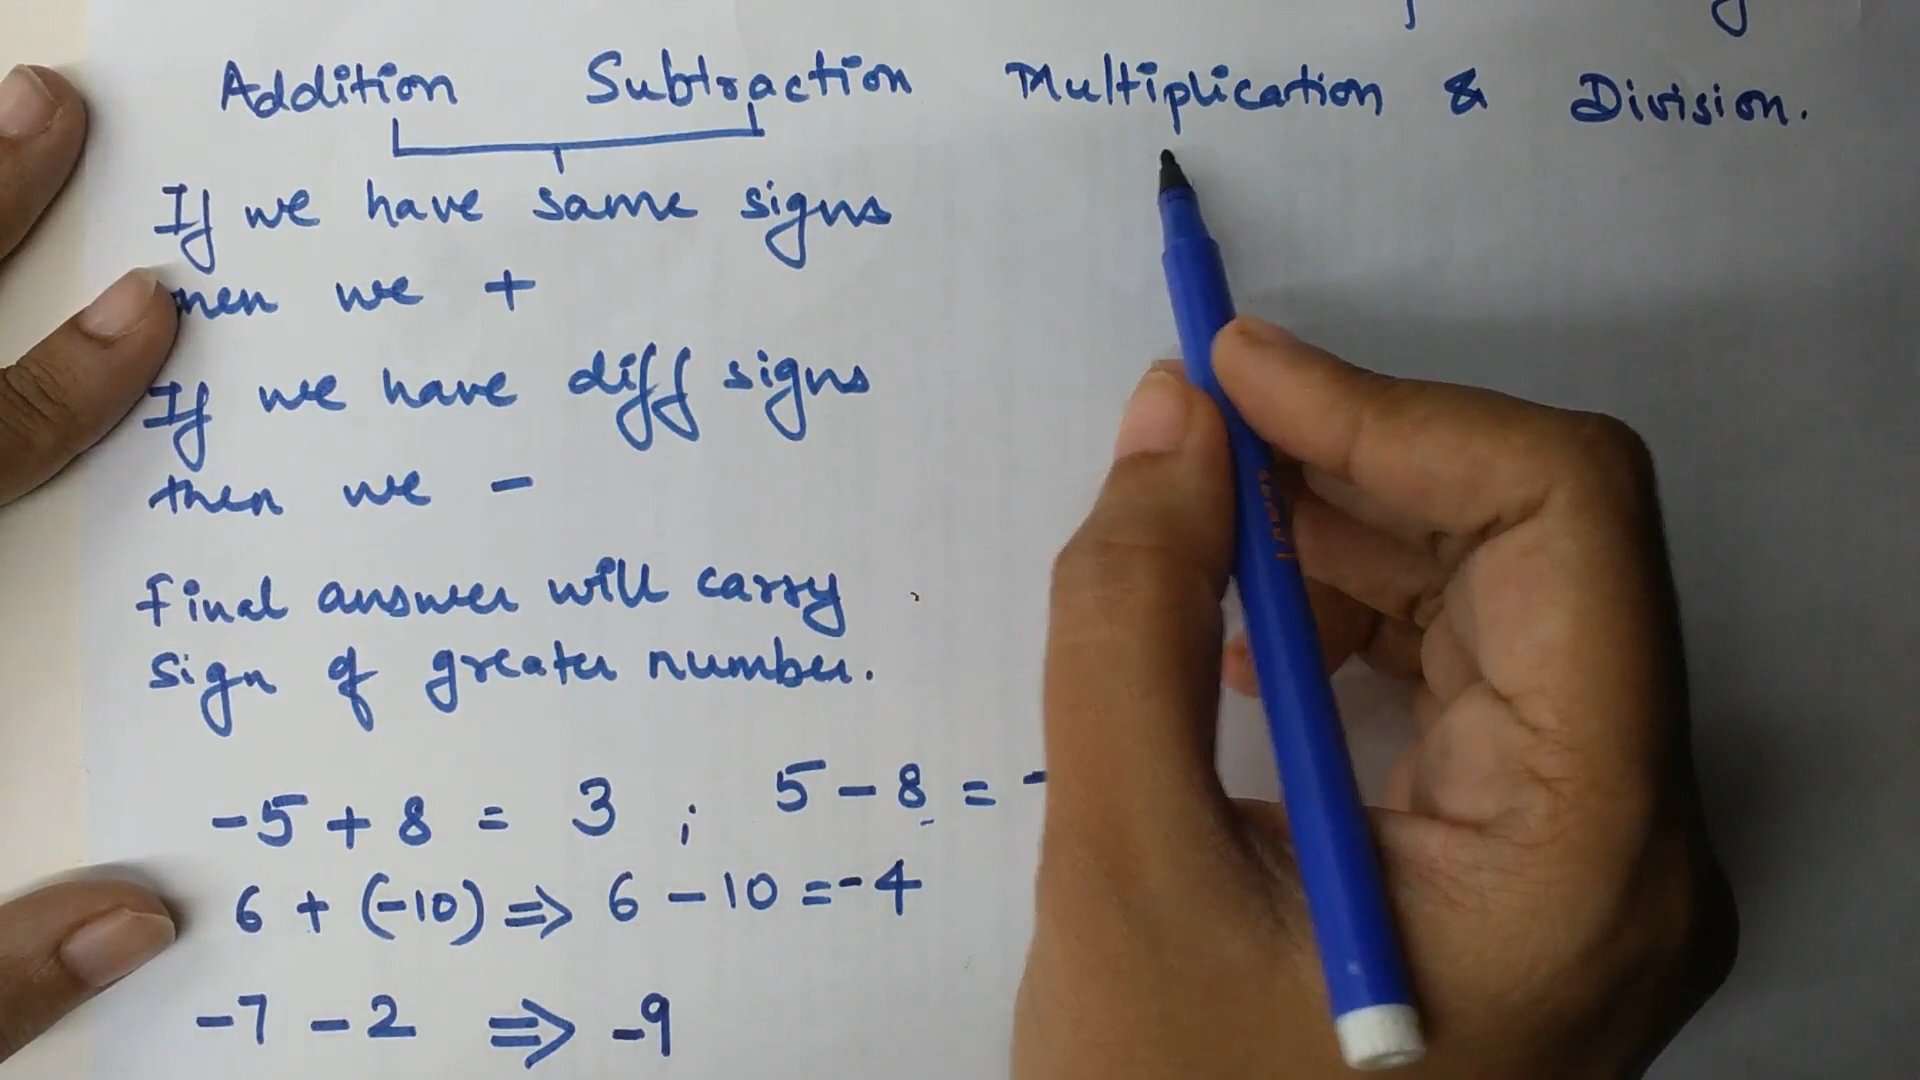 Addition Subtraction Multiplication & Division.
If we have same signs
then we +
If we have diff signs
then we -
Final answer will carry
sign of greater number.
-5 + 8 = 3 ; 5 - 8 = -
6 + (-10) ⇒ 6 - 10 = -4
-7 - 2 ⇒ -9